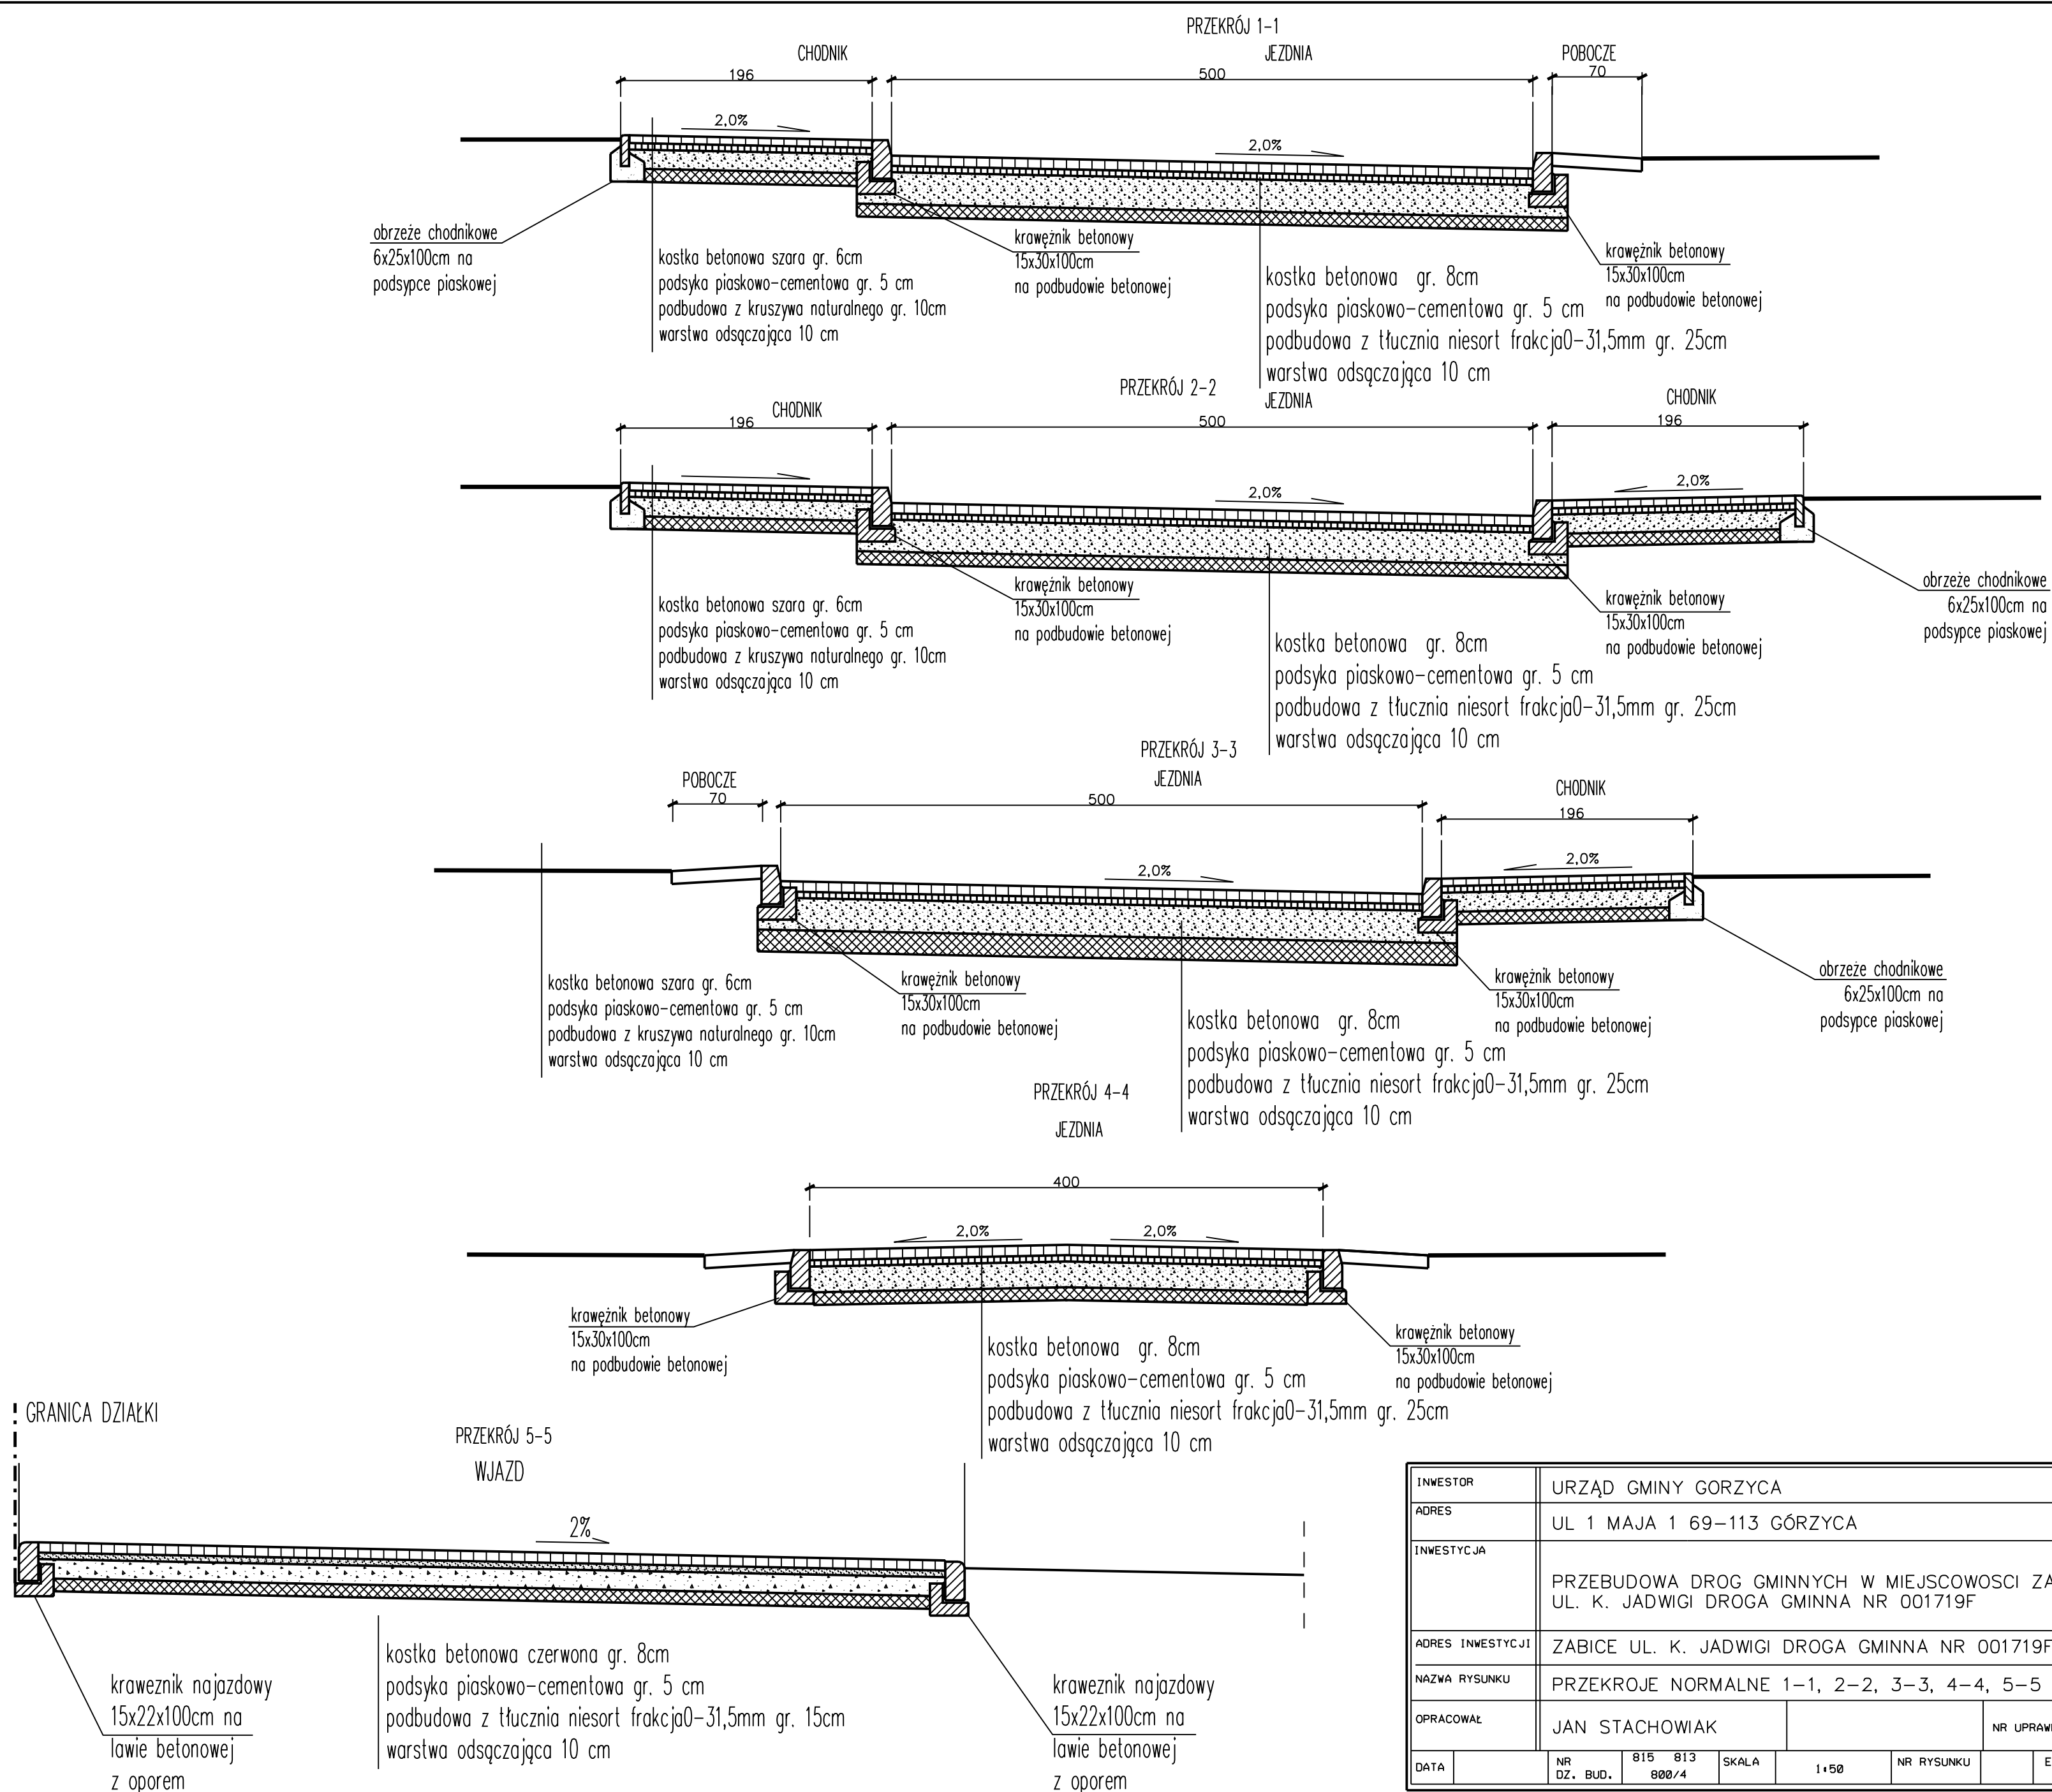 PRZEKRÓJ 1-1
CHODNIK
JEZDNIA
POBOCZE
196
500
70
2,0%
2,0%
obrzeże chodnikowe
6x25x100cm na
podsypce piaskowej
kostka betonowa szara gr. 6cm
podsyka piaskowo-cementowa gr. 5 cm
podbudowa z kruszywa naturalnego gr. 10cm
warstwa odsączająca 10 cm
krawężnik betonowy
15x30x100cm
na podbudowie betonowej
kostka betonowa gr. 8cm
podsyka piaskowo-cementowa gr. 5 cm
podbudowa z tłucznia niesort frakcja0-31,5mm gr. 25cm
warstwa odsączająca 10 cm
krawężnik betonowy
15x30x100cm
na podbudowie betonowej
PRZEKRÓJ 2-2
CHODNIK
JEZDNIA
CHODNIK
196
500
196
2,0%
2,0%
kostka betonowa szara gr. 6cm
podsyka piaskowo-cementowa gr. 5 cm
podbudowa z kruszywa naturalnego gr. 10cm
warstwa odsączająca 10 cm
krawężnik betonowy
15x30x100cm
na podbudowie betonowej
kostka betonowa gr. 8cm
podsyka piaskowo-cementowa gr. 5 cm
podbudowa z tłucznia niesort frakcja0-31,5mm gr. 25cm
warstwa odsączająca 10 cm
krawężnik betonowy
15x30x100cm
na podbudowie betonowej
obrzeże chodnikowe
6x25x100cm na
podsypce piaskowej
PRZEKRÓJ 3-3
POBOCZE
JEZDNIA
CHODNIK
70
500
196
2,0%
2,0%
kostka betonowa szara gr. 6cm
podsyka piaskowo-cementowa gr. 5 cm
podbudowa z kruszywa naturalnego gr. 10cm
warstwa odsączająca 10 cm
krawężnik betonowy
15x30x100cm
na podbudowie betonowej
kostka betonowa gr. 8cm
podsyka piaskowo-cementowa gr. 5 cm
podbudowa z tłucznia niesort frakcja0-31,5mm gr. 25cm
warstwa odsączająca 10 cm
krawężnik betonowy
15x30x100cm
na podbudowie betonowej
obrzeże chodnikowe
6x25x100cm na
podsypce piaskowej
PRZEKRÓJ 4-4
JEZDNIA
400
2,0%
2,0%
krawężnik betonowy
15x30x100cm
na podbudowie betonowej
kostka betonowa gr. 8cm
podsyka piaskowo-cementowa gr. 5 cm
podbudowa z tłucznia niesort frakcja0-31,5mm gr. 25cm
warstwa odsączająca 10 cm
krawężnik betonowy
15x30x100cm
na podbudowie betonowej
GRANICA DZIAŁKI
PRZEKRÓJ 5-5
WJAZD
2%
kraweznik najazdowy
15x22x100cm na
lawie betonowej
z oporem
kostka betonowa czerwona gr. 8cm
podsyka piaskowo-cementowa gr. 5 cm
podbudowa z tłucznia niesort frakcja0-31,5mm gr. 15cm
warstwa odsączająca 10 cm
kraweznik najazdowy
15x22x100cm na
lawie betonowej
z oporem
INWESTOR URZĄD GMINY GORZYCA
ADRES UL 1 MAJA 1 69-113 GÓRZYCA
INWESTYCJA
PRZEBUDOWA DROG GMINNYCH W MIEJSCOWOSCI ZA
UL. K. JADWIGI DROGA GMINNA NR 001719F
ADRES INWESTYCJI ZABICE UL. K. JADWIGI DROGA GMINNA NR 001719F
NAZWA RYSUNKU PRZEKROJE NORMALNE 1-1, 2-2, 3-3, 4-4, 5-5
OPRACOWAŁ JAN STACHOWIAK NR UPRAW
DATA NR DZ. BUD. 815 813 800/4 SKALA 1:50 NR RYSUNKU E